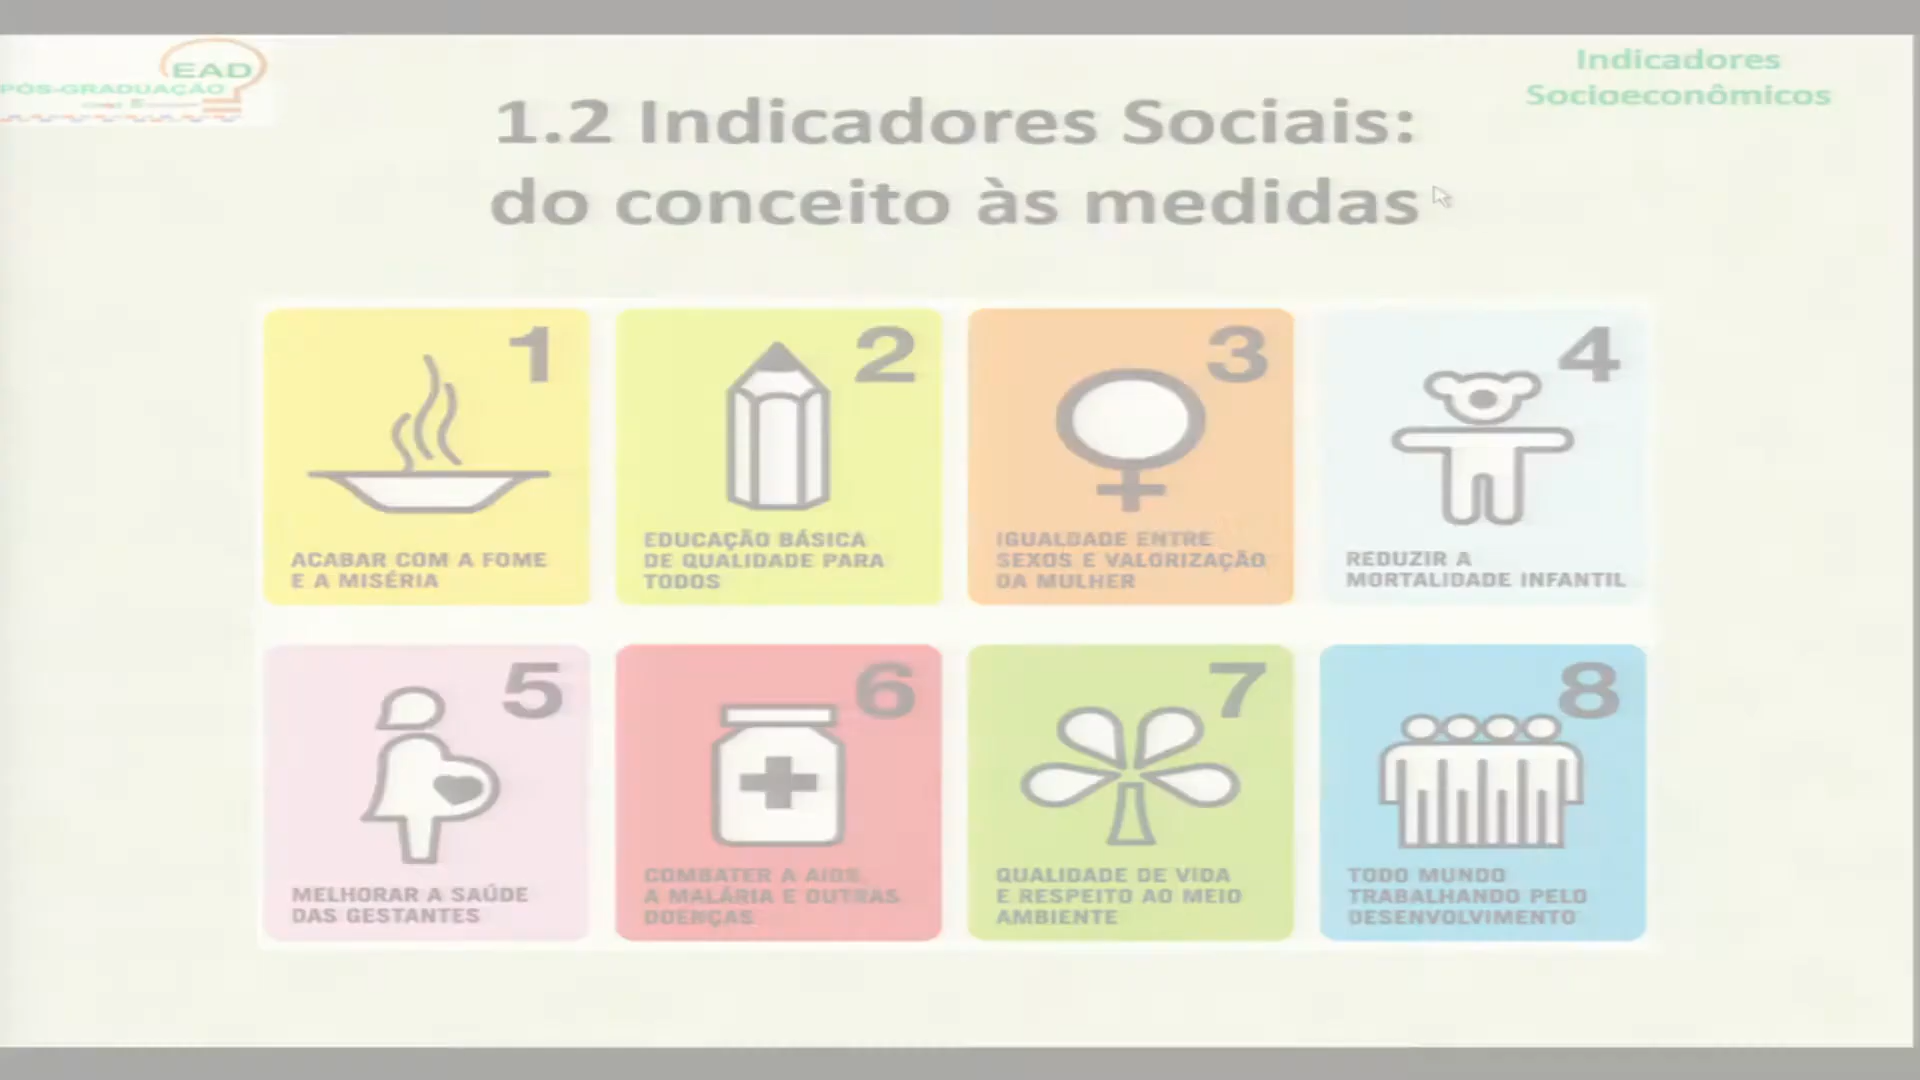 EAD
PÓS-GRADUAÇÃO
Indicadores
Socioeconômicos
1.2 Indicadores Sociais:
do conceito às medidas
1
ACABAR COM A FOME
E A MISÉRIA
2
EDUCAÇÃO BÁSICA
DE QUALIDADE PARA
TODOS
3
IGUALDADE ENTRE
SEXOS E VALORIZAÇÃO
DA MULHER
4
REDUZIR A
MORTALIDADE INFANTIL
5
MELHORAR A SAÚDE
DAS GESTANTES
6
COMBATER A AIDS,
A MALÁRIA E OUTRAS
DOENÇAS
7
QUALIDADE DE VIDA
E RESPEITO AO MEIO
AMBIENTE
8
TODO MUNDO
TRABALHANDO PELO
DESENVOLVIMENTO